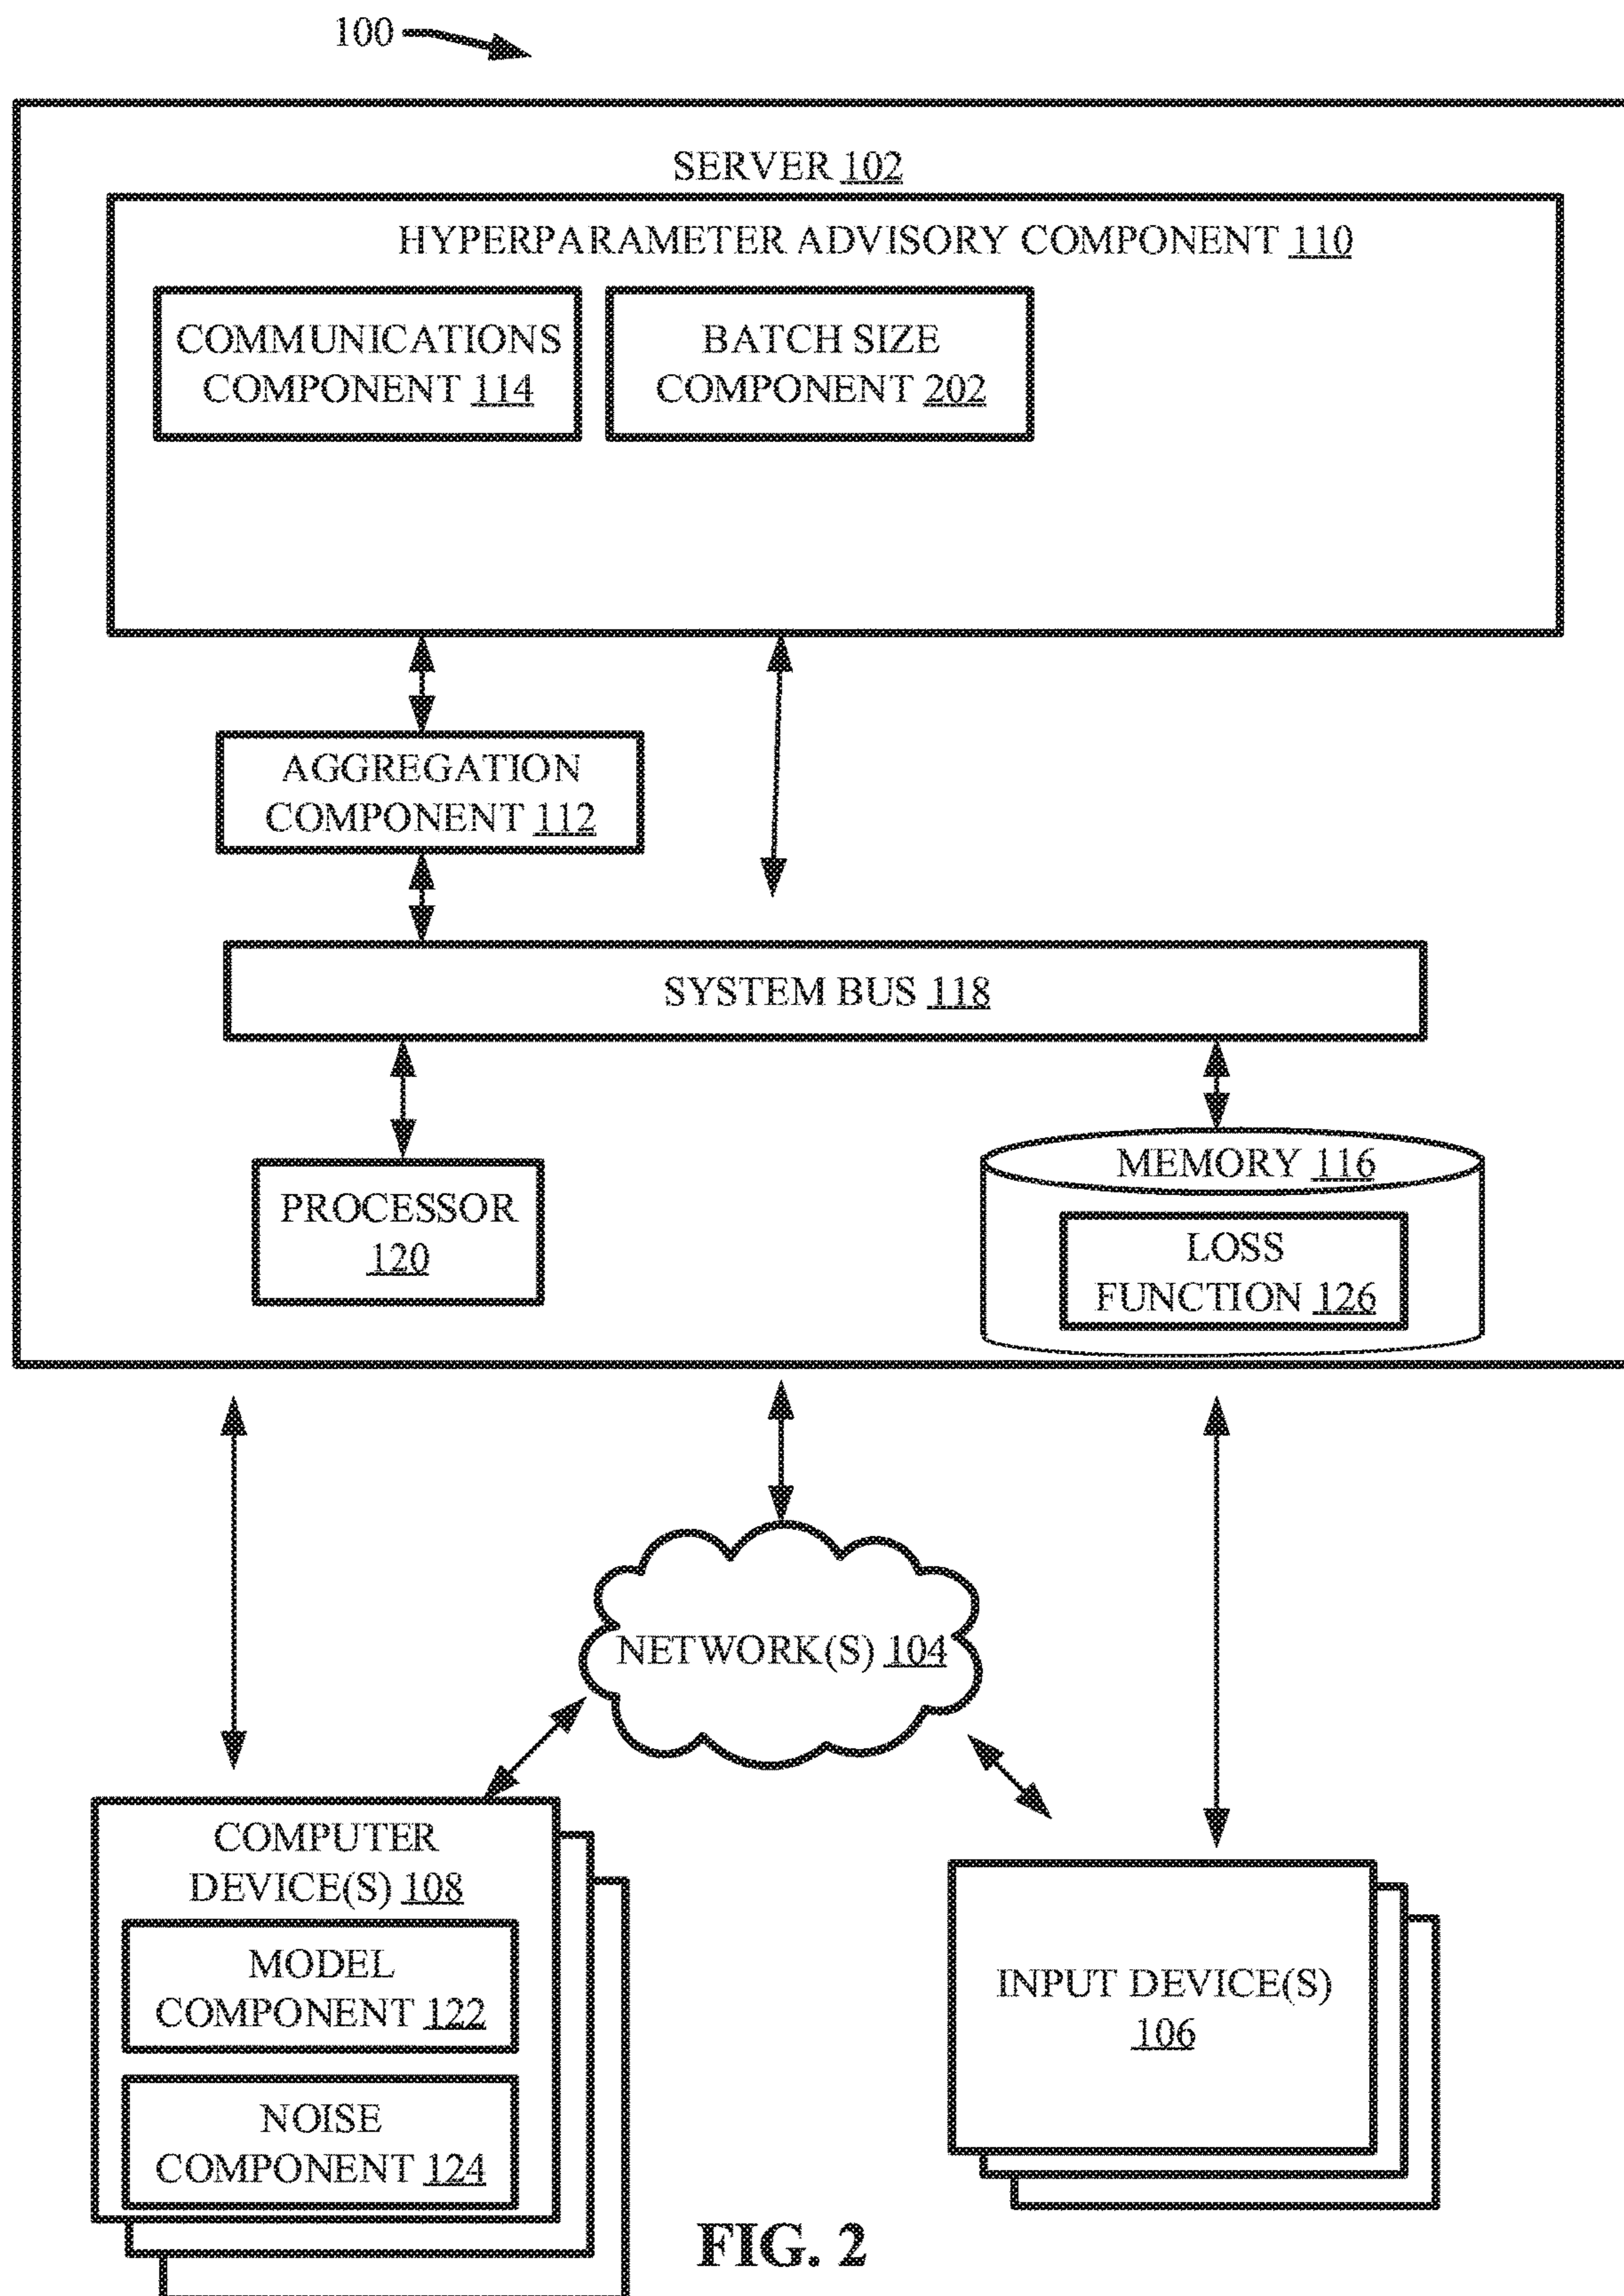 100
SERVER 102
HYPERPARAMETER ADVISORY COMPONENT 110
COMMUNICATIONS
COMPONENT 114
BATCH SIZE
COMPONENT 202
AGGREGATION
COMPONENT 112
SYSTEM BUS 118
PROCESSOR
120
MEMORY 116
LOSS
FUNCTION 126
NETWORK(S) 104
COMPUTER
DEVICE(S) 108
MODEL
COMPONENT 122
NOISE
COMPONENT 124
INPUT DEVICE(S)
106
FIG. 2